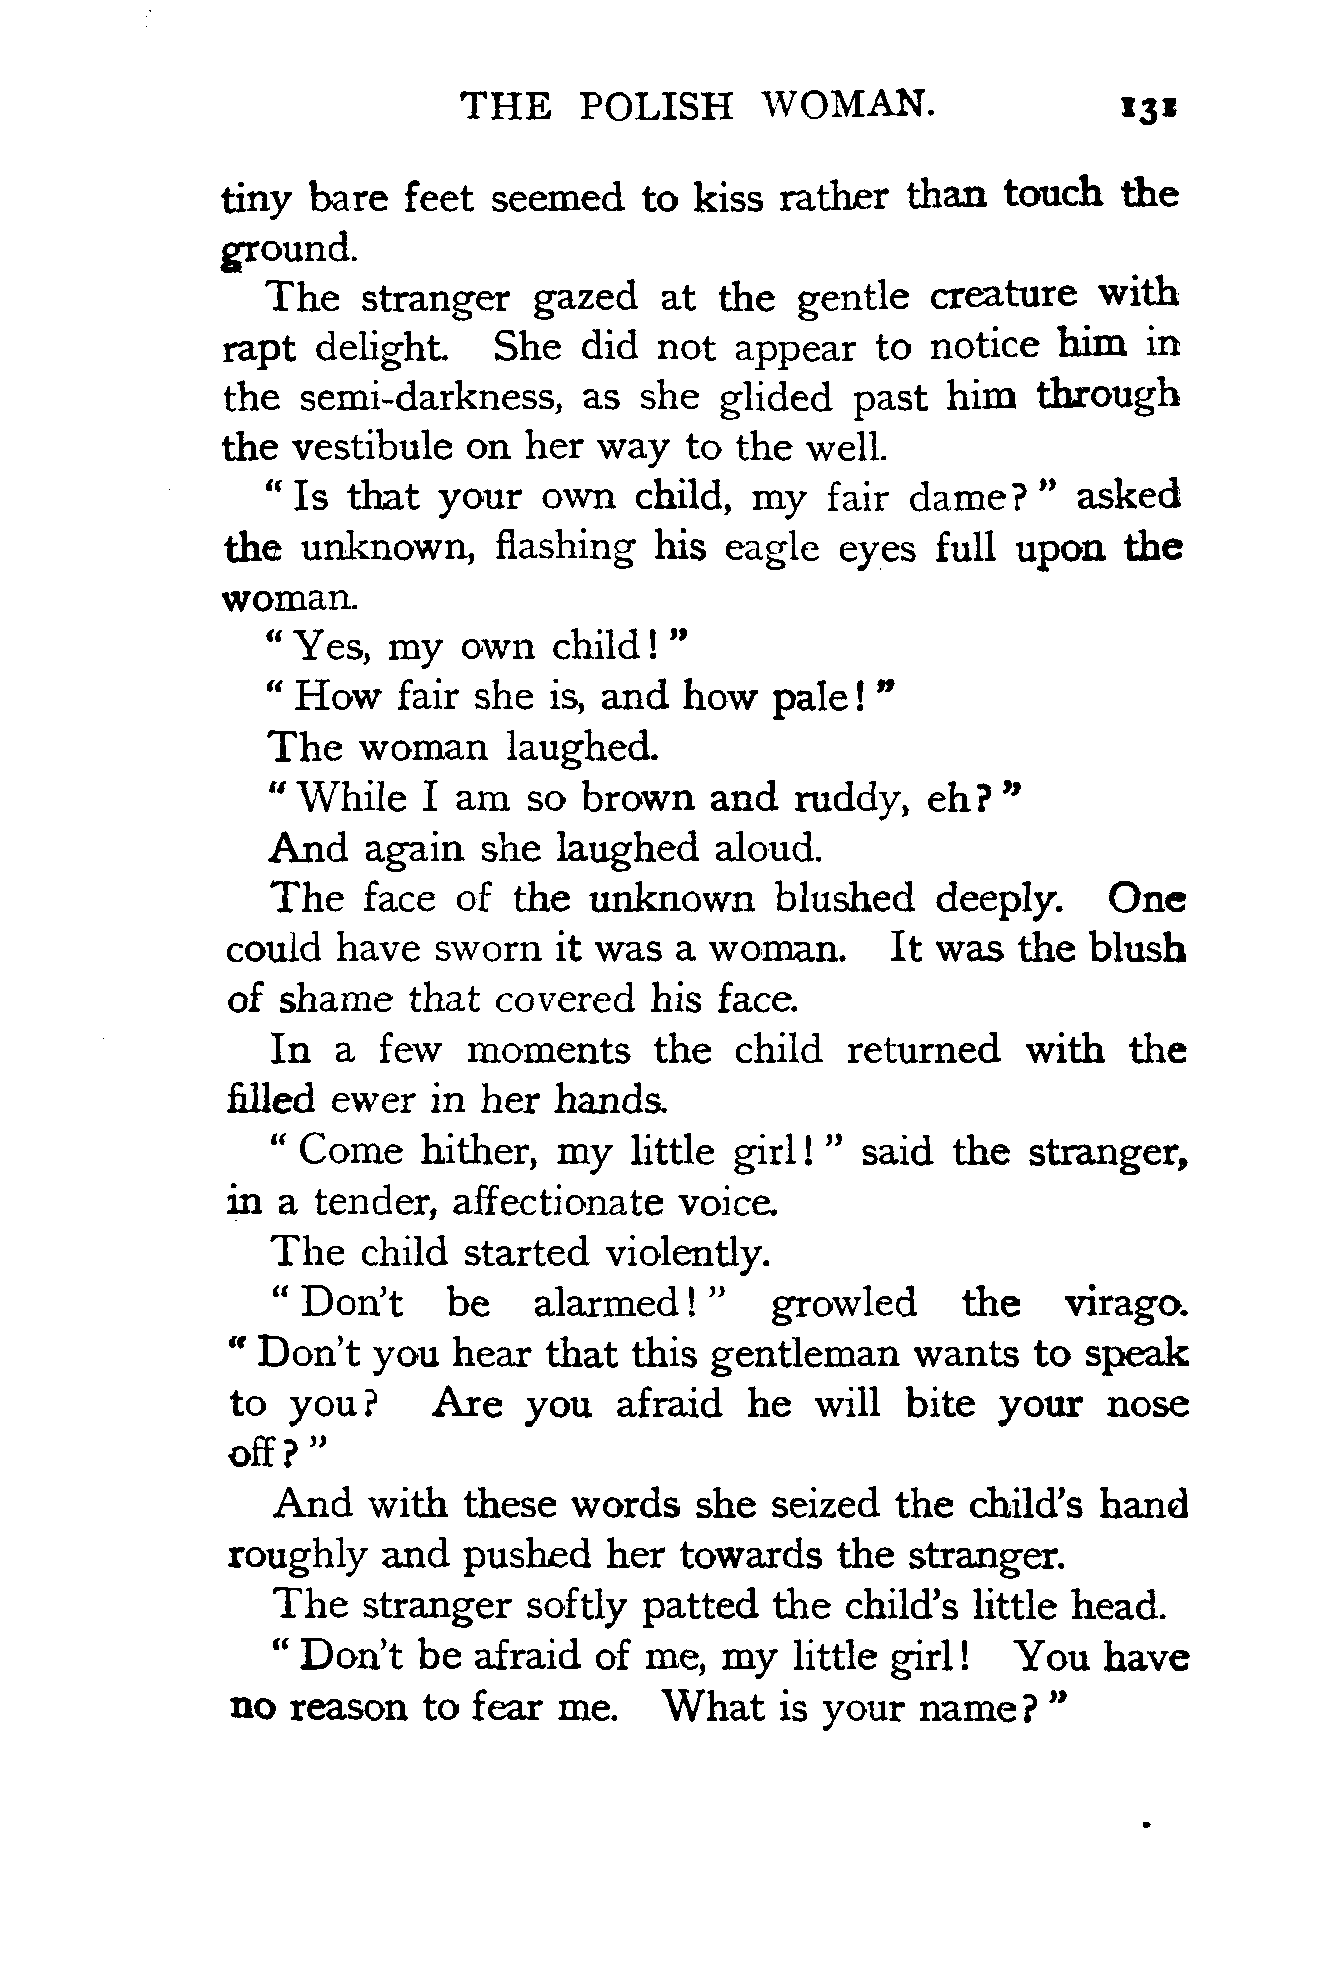 THE POLISH WOMAN. 131
tiny bare feet seemed to kiss rather than touch the
ground.
The stranger gazed at the gentle creature with
rapt delight. She did not appear to notice him in
the semi-darkness, as she glided past him through
the vestibule on her way to the well.
" Is that your own child, my fair dame? " asked
the unknown, flashing his eagle eyes full upon the
woman.
" Yes, my own child! "
" How fair she is, and how pale! "
The woman laughed.
" While I am so brown and ruddy, eh? "
And again she laughed aloud.
The face of the unknown blushed deeply. One
could have sworn it was a woman. It was the blush
of shame that covered his face.
In a few moments the child returned with the
filled ewer in her hands.
" Come hither, my little girl! " said the stranger,
in a tender, affectionate voice.
The child started violently.
" Don't be alarmed! " growled the virago.
" Don't you hear that this gentleman wants to speak
to you? Are you afraid he will bite your nose
off? "
And with these words she seized the child's hand
roughly and pushed her towards the stranger.
The stranger softly patted the child's little head.
" Don't be afraid of me, my little girl! You have
no reason to fear me. What is your name? "